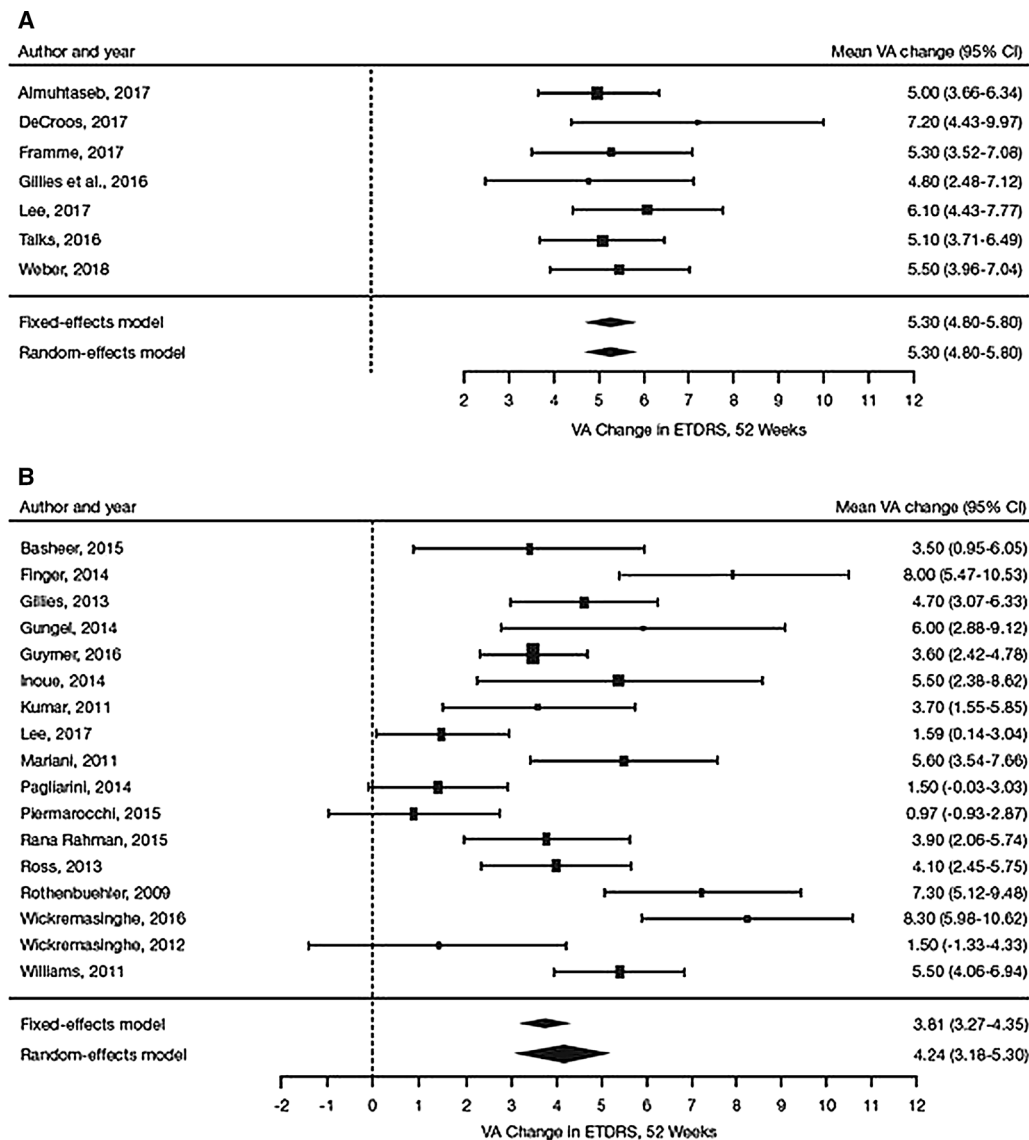 A
Author and year Mean VA change (95% CI)
Almuhtaseb, 2017 5.00 (3.66-6.34)
DeCroos, 2017 7.20 (4.43-9.97)
Framme, 2017 5.30 (3.52-7.08)
Gillies et al., 2016 4.80 (2.48-7.12)
Lee, 2017 6.10 (4.43-7.77)
Talks, 2016 5.10 (3.71-6.49)
Weber, 2018 5.50 (3.96-7.04)
Fixed-effects model 5.30 (4.80-5.80)
Random-effects model 5.30 (4.80-5.80)
2 3 4 5 6 7 8 9 10 11 12
VA Change in ETDRS, 52 Weeks
B
Author and year Mean VA change (95% CI)
Basheer, 2015 3.50 (0.95-6.05)
Finger, 2014 8.00 (5.47-10.53)
Gillies, 2013 4.70 (3.07-6.33)
Gungel, 2014 6.00 (2.88-9.12)
Guymer, 2016 3.60 (2.42-4.78)
Inoue, 2014 5.50 (2.38-8.62)
Kumar, 2011 3.70 (1.55-5.85)
Lee, 2017 1.59 (0.14-3.04)
Mariani, 2011 5.60 (3.54-7.66)
Pagliarini, 2014 1.50 (-0.03-3.03)
Piermarocchi, 2015 0.97 (-0.93-2.87)
Rana Rahman, 2015 3.90 (2.06-5.74)
Ross, 2013 4.10 (2.45-5.75)
Rothenbuehler, 2009 7.30 (5.12-9.48)
Wickremasinghe, 2016 8.30 (5.98-10.62)
Wickremasinghe, 2012 1.50 (-1.33-4.33)
Williams, 2011 5.50 (4.06-6.94)
Fixed-effects model 3.81 (3.27-4.35)
Random-effects model 4.24 (3.18-5.30)
-2 -1 0 1 2 3 4 5 6 7 8 9 10 11 12
VA Change in ETDRS, 52 Weeks